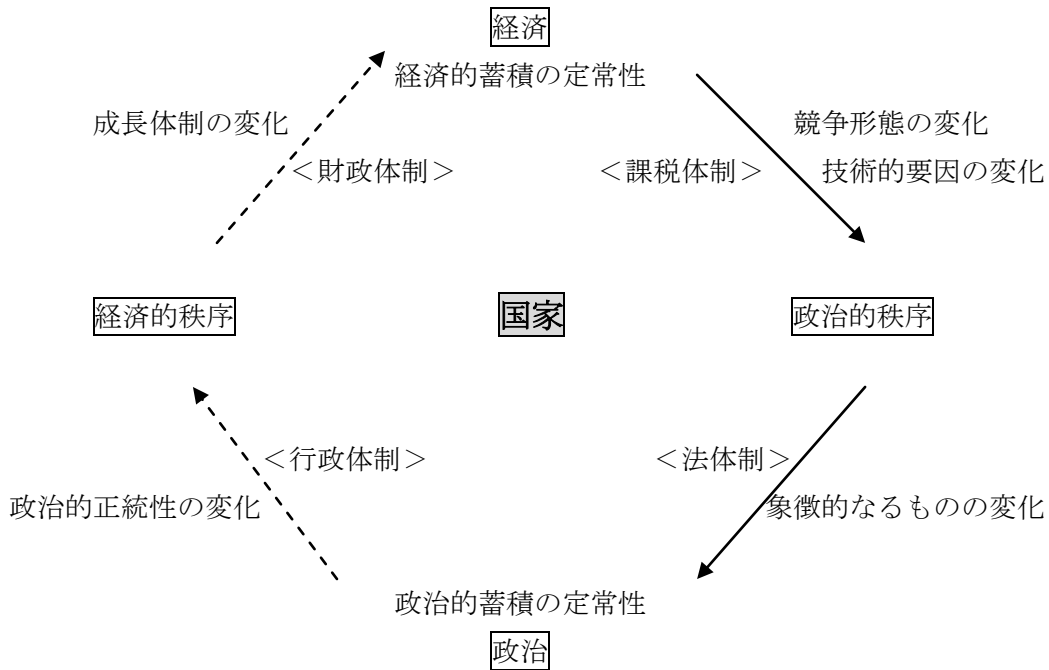 経済
経済的蓄積の定常性
成長体制の変化
競争形態の変化
＜財政体制＞
＜課税体制＞
技術的要因の変化
経済的秩序
国家
政治的秩序
＜行政体制＞
＜法体制＞
政治的正統性の変化
象徴的なるものの変化
政治的蓄積の定常性
政治